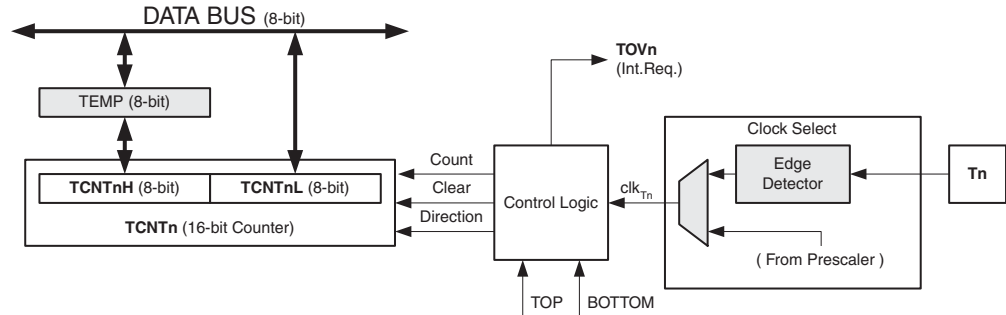 DATA BUS (8-bit)
TOVn
(Int.Req.)
TEMP (8-bit)
Clock Select
Count
Edge
Detector
TCNTnH (8-bit) TCNTnL (8-bit)
Clear
Control Logic
clkTn
Tn
TCNTn (16-bit Counter)
Direction
( From Prescaler )
TOP
BOTTOM